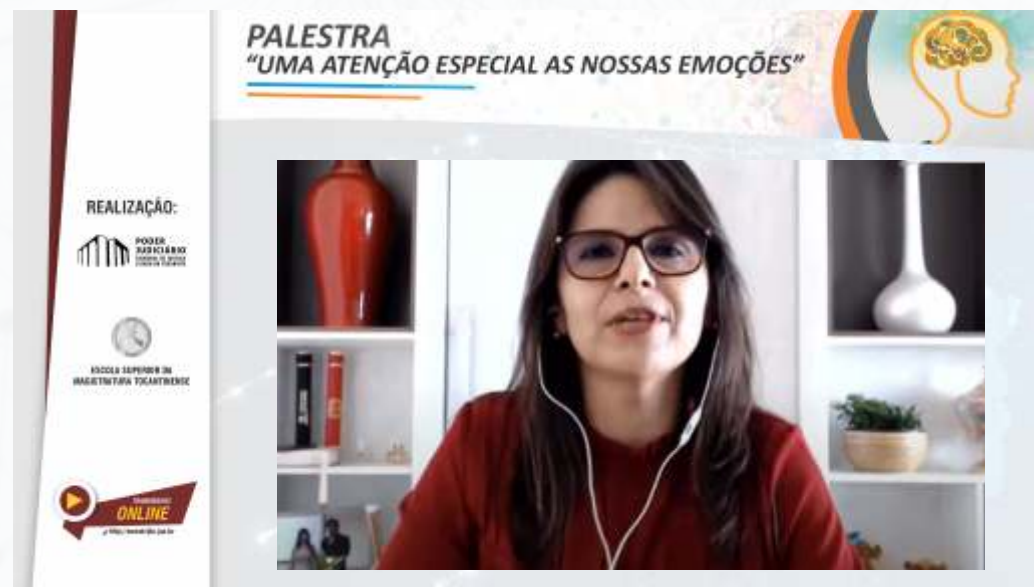 PALESTRA
“UMA ATENÇÃO ESPECIAL AS NOSSAS EMOÇÕES”
REALIZAÇÃO:
PODER
JUDICIÁRIO
ESCOLA SUPERIOR DA
MAGISTRATURA TOCANTINENSE
ONLINE